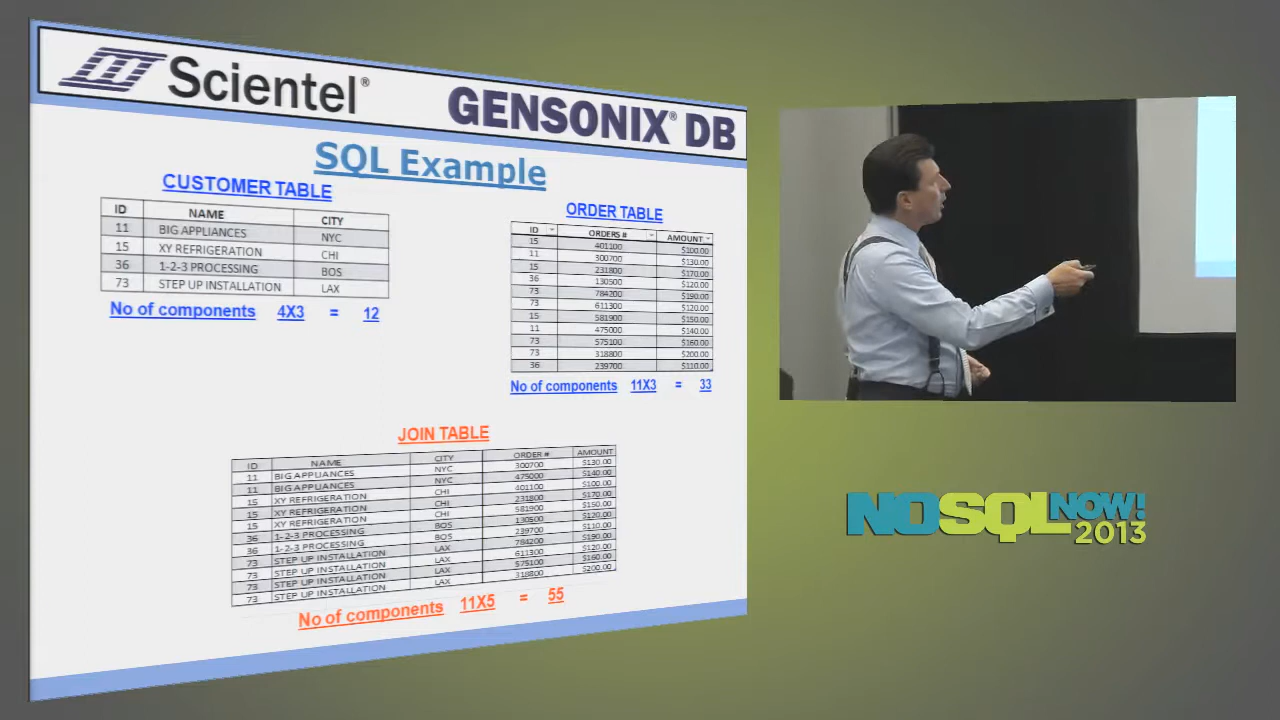 Scientel®
GENSONIX® DB
SQL Example
CUSTOMER TABLE
ID NAME CITY
11 BIG APPLIANCES NYC
15 XY REFRIGERATION CHI
36 1-2-3 PROCESSING BOS
73 STEP UP INSTALLATION LAX
No of components 4X3 = 12
ORDER TABLE
ID ORDERS # AMOUNT
15 401100 $100.00
11 300700 $130.00
15 231800 $170.00
36 130500 $120.00
73 784200 $190.00
73 611300 $120.00
15 581900 $150.00
11 475000 $140.00
73 575100 $160.00
73 318800 $200.00
36 239700 $110.00
No of components 11X3 = 33
JOIN TABLE
ID NAME CITY ORDER # AMOUNT
11 BIG APPLIANCES NYC 300700 $130.00
11 BIG APPLIANCES NYC 475000 $140.00
15 XY REFRIGERATION CHI 401100 $100.00
15 XY REFRIGERATION CHI 231800 $170.00
15 XY REFRIGERATION CHI 581900 $150.00
36 1-2-3 PROCESSING BOS 130500 $120.00
36 1-2-3 PROCESSING BOS 239700 $110.00
73 STEP UP INSTALLATION LAX 784200 $190.00
73 STEP UP INSTALLATION LAX 611300 $120.00
73 STEP UP INSTALLATION LAX 575100 $160.00
73 STEP UP INSTALLATION LAX 318800 $200.00
No of components 11X5 = 55
NOSQL NOW!
2013